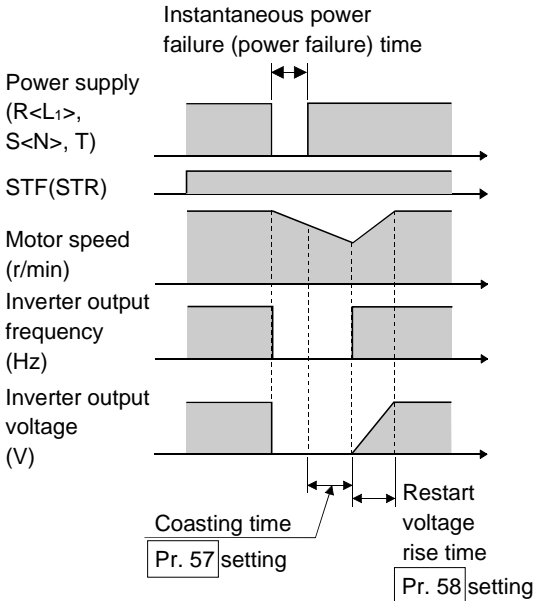 Instantaneous power
failure (power failure) time
Power supply
(R<L₁>,
S<N>, T)
STF(STR)
Motor speed
(r/min)
Inverter output
frequency
(Hz)
Inverter output
voltage
(V)
Coasting time
Pr. 57 setting
Restart
voltage
rise time
Pr. 58 setting